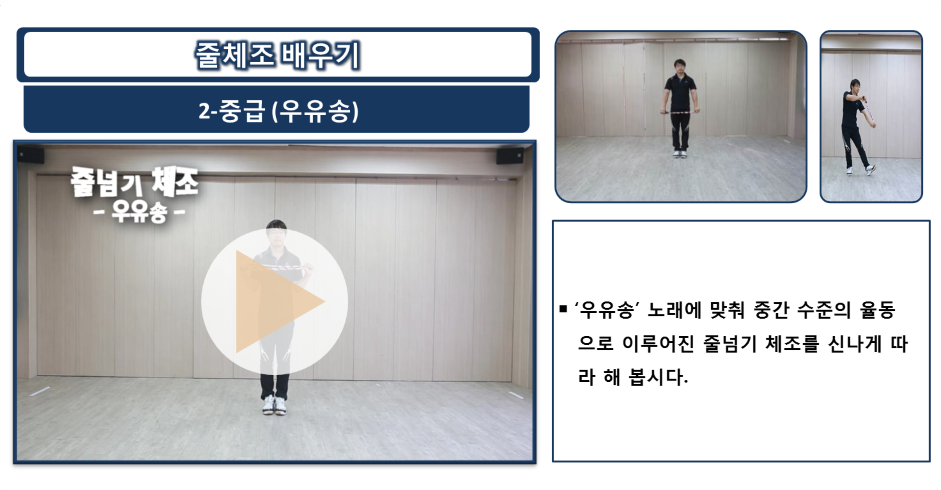 줄체조 배우기
2-중급 (우유송)
줄넘기 체조
- 우유송 -
▪ ‘우유송’ 노래에 맞춰 중간 수준의 율동
으로 이루어진 줄넘기 체조를 신나게 따
라 해 봅시다.